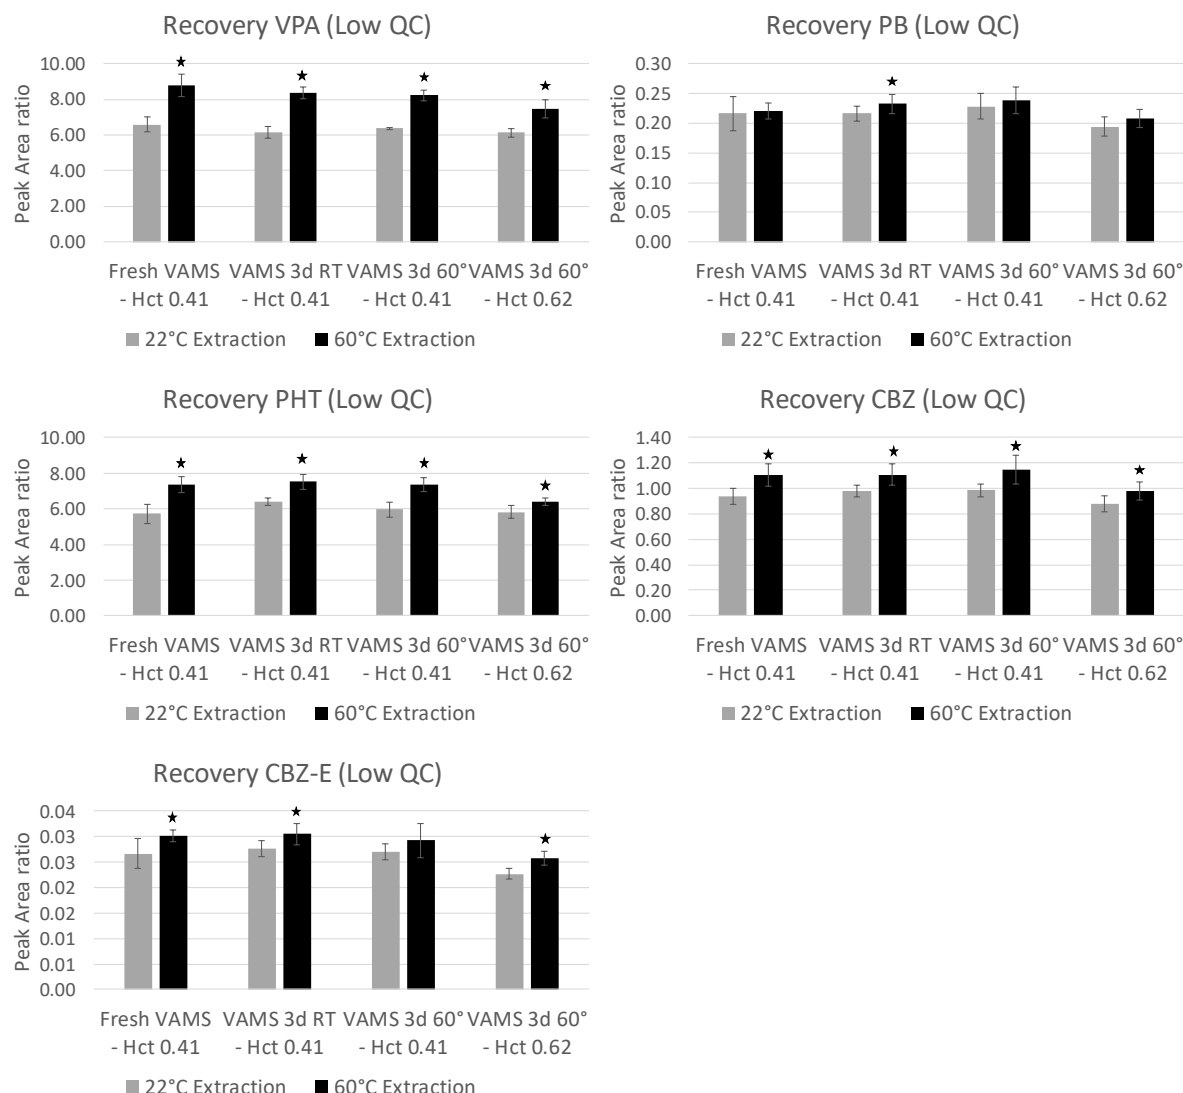 Recovery VPA (Low QC)
Peak Area ratio
10.00
8.00
6.00
4.00
2.00
0.00
Fresh VAMS VAMS 3d RT VAMS 3d 60° VAMS 3d 60°
- Hct 0.41 - Hct 0.41 - Hct 0.41 - Hct 0.62
22°C Extraction 60°C Extraction
Recovery PB (Low QC)
Peak Area ratio
0.30
0.25
0.20
0.15
0.10
0.05
0.00
Fresh VAMS VAMS 3d RT VAMS 3d 60° VAMS 3d 60°
- Hct 0.41 - Hct 0.41 - Hct 0.41 - Hct 0.62
22°C Extraction 60°C Extraction
Recovery PHT (Low QC)
Peak Area ratio
10.00
8.00
6.00
4.00
2.00
0.00
Fresh VAMS VAMS 3d RT VAMS 3d 60° VAMS 3d 60°
- Hct 0.41 - Hct 0.41 - Hct 0.41 - Hct 0.62
22°C Extraction 60°C Extraction
Recovery CBZ (Low QC)
Peak Area ratio
1.40
1.20
1.00
0.80
0.60
0.40
0.20
0.00
Fresh VAMS VAMS 3d RT VAMS 3d 60° VAMS 3d 60°
- Hct 0.41 - Hct 0.41 - Hct 0.41 - Hct 0.62
22°C Extraction 60°C Extraction
Recovery CBZ-E (Low QC)
Peak Area ratio
0.04
0.03
0.03
0.02
0.02
0.01
0.01
0.00
Fresh VAMS VAMS 3d RT VAMS 3d 60° VAMS 3d 60°
- Hct 0.41 - Hct 0.41 - Hct 0.41 - Hct 0.62
22°C Extraction 60°C Extraction